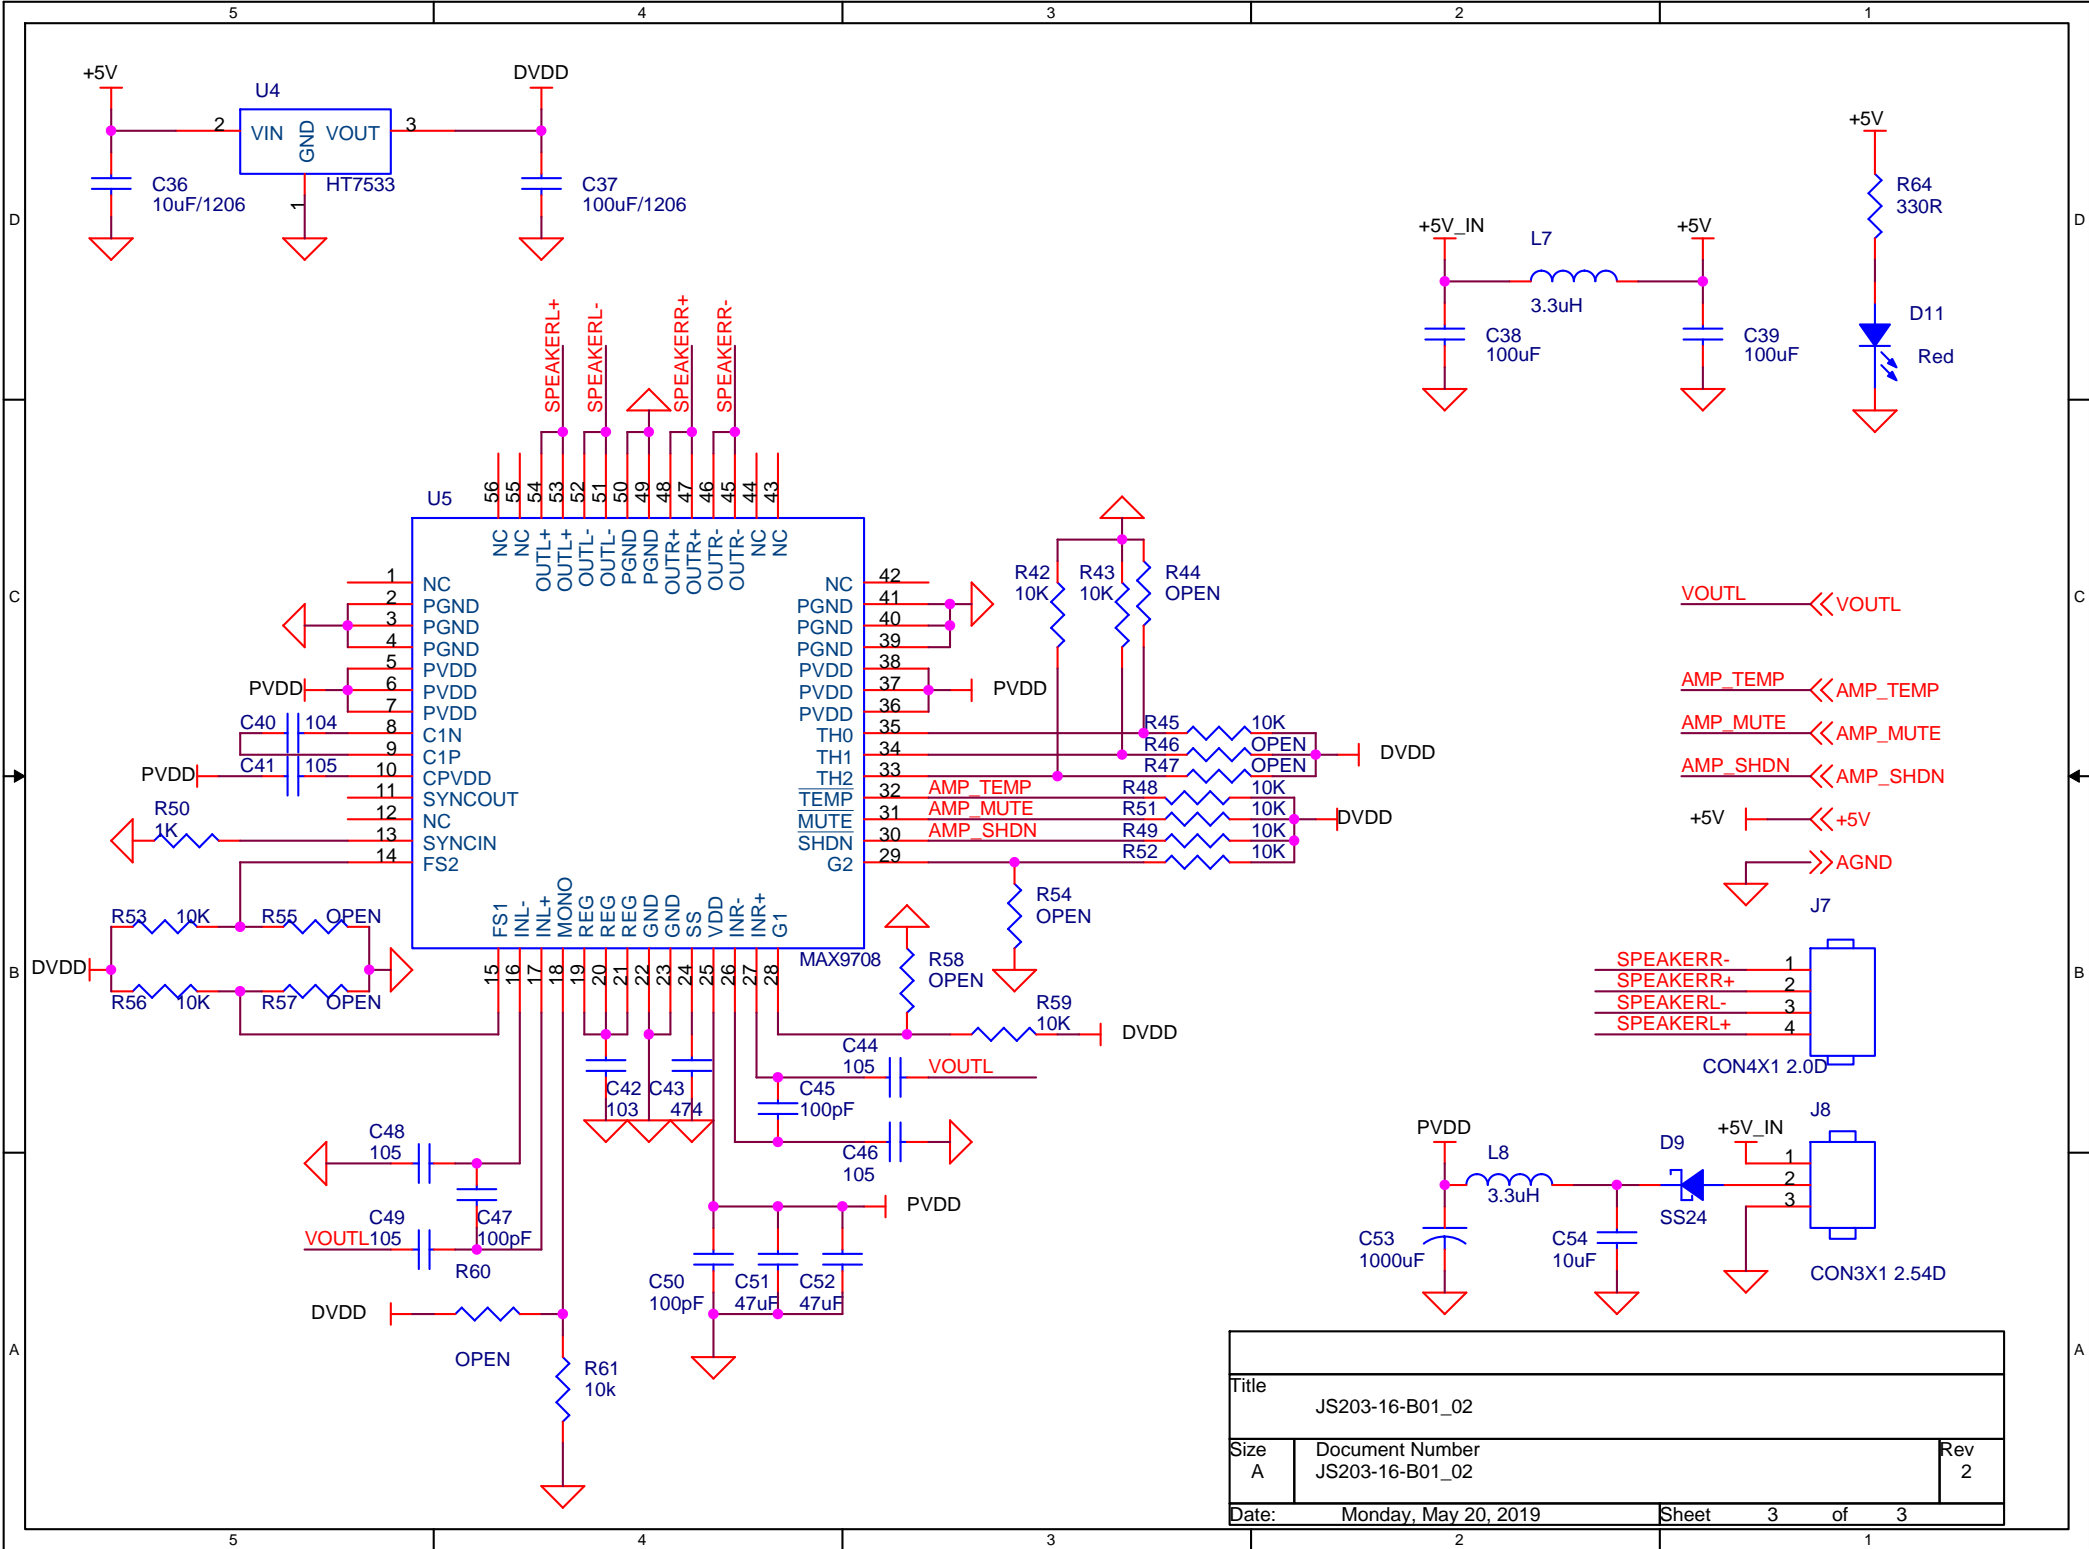 5 4 3 2 1
D
C
B
A
D
C
B
A
5 4 3 2 1
+5V
U4
2 VIN GND VOUT 3
1
HT7533
DVDD
C36
10uF/1206
C37
100uF/1206
+5V_IN
L7
3.3uH
+5V
C38
100uF
C39
100uF
+5V
R64
330R
D11
Red
SPEAKERL+
SPEAKERL-
SPEAKERR+
SPEAKERR-
U5
56 55 54 53 52 51 50 49 48 47 46 45 44 43
NC NC OUTL+ OUTL+ OUTL- OUTL- PGND PGND OUTR+ OUTR+ OUTR- OUTR- NC NC
1 NC
2 PGND
3 PGND
4 PGND
5 PVDD
6 PVDD
7 PVDD
8 C1N
9 C1P
10 CPVDD
11 SYNCOUT
12 NC
13 SYNCIN
14 FS2
NC 42
PGND 41
PGND 40
PGND 39
PVDD 38
PVDD 37
PVDD 36
TH0 35
TH1 34
TH2 33
TEMP 32
MUTE 31
SHDN 30
G2 29
FS1 INL- INL+ MONO REG REG REG GND GND SS VDD INR- INR+ G1
15 16 17 18 19 20 21 22 23 24 25 26 27 28
MAX9708
PVDD
C40 104
C41 105
PVDD
R50
1K
R53 10K R55 OPEN
DVDD
R56 10K R57 OPEN
PVDD
R42
10K
R43
10K
R44
OPEN
R45 10K
R46 OPEN
R47 OPEN
DVDD
AMP_TEMP R48 10K
AMP_MUTE R51 10K
AMP_SHDN R49 10K
R52 10K
DVDD
R54
OPEN
R58
OPEN
R59
10K
DVDD
C44
105
VOUTL
C45
100pF
C46
105
C42
103
C43
474
C48
105
C47
100pF
C49
105
VOUTL
R60
OPEN
DVDD
R61
10k
PVDD
C50
100pF
C51
47uF
C52
47uF
VOUTL VOUTL
AMP_TEMP AMP_TEMP
AMP_MUTE AMP_MUTE
AMP_SHDN AMP_SHDN
+5V +5V
AGND
J7
SPEAKERR- 1
SPEAKERR+ 2
SPEAKERL- 3
SPEAKERL+ 4
CON4X1 2.0D
J8
+5V_IN
1
2
3
CON3X1 2.54D
PVDD
L8
3.3uH
D9
SS24
C53
1000uF
C54
10uF
Title
JS203-16-B01_02
Size
A
Document Number
JS203-16-B01_02
Rev
2
Date: Monday, May 20, 2019 Sheet 3 of 3